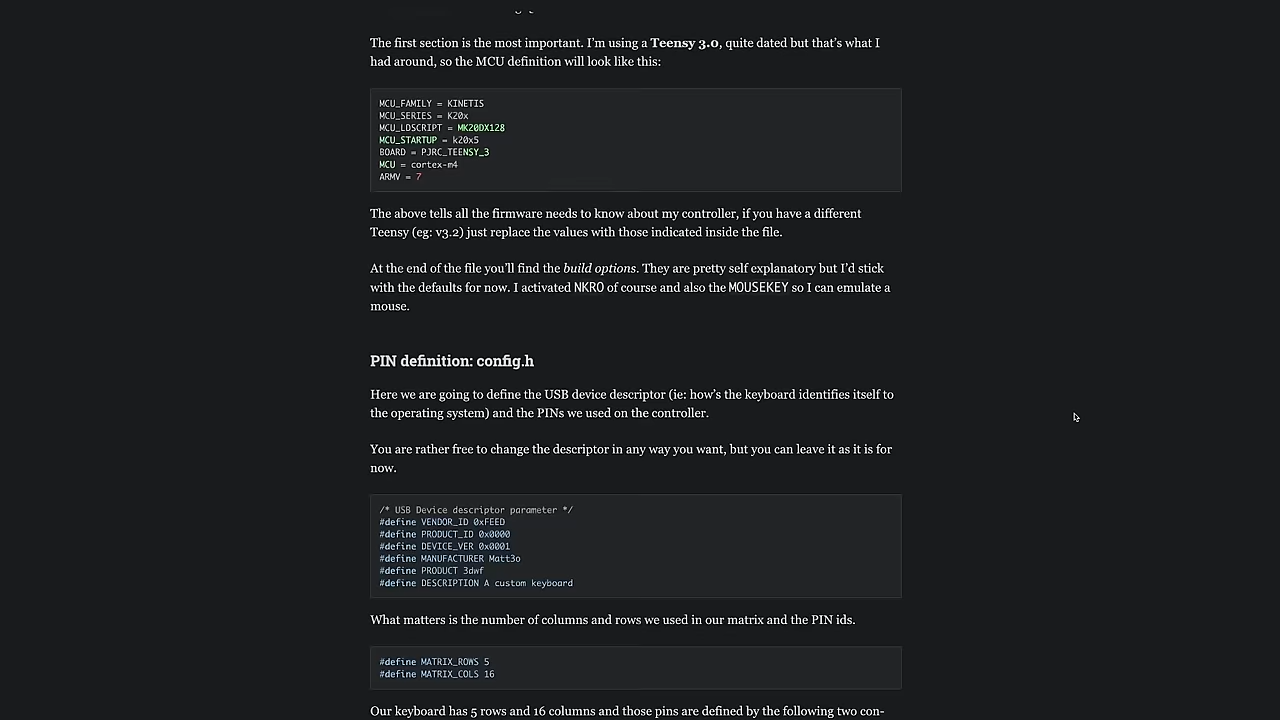 The first section is the most important. I'm using a Teensy 3.0, quite dated but that's what I
had around, so the MCU definition will look like this:
MCU_FAMILY = KINETIS
MCU_SERIES = K20x
MCU_LDSCRIPT = MK20DX128
MCU_STARTUP = k20x5
BOARD = PJRC_TEENSY_3
MCU = cortex-m4
ARMV = 7
The above tells all the firmware needs to know about my controller, if you have a different
Teensy (eg: v3.2) just replace the values with those indicated inside the file.
At the end of the file you'll find the build options. They are pretty self explanatory but I'd stick
with the defaults for now. I activated NKRO of course and also the MOUSEKEY so I can emulate a
mouse.
PIN definition: config.h
Here we are going to define the USB device descriptor (ie: how's the keyboard identifies itself to
the operating system) and the PINs we used on the controller.
You are rather free to change the descriptor in any way you want, but you can leave it as it is for
now.
/* USB Device descriptor parameter */
#define VENDOR_ID 0xFEED
#define PRODUCT_ID 0x0000
#define DEVICE_VER 0x0001
#define MANUFACTURER Matt3o
#define PRODUCT 3dwf
#define DESCRIPTION A custom keyboard
What matters is the number of columns and rows we used in our matrix and the PIN ids.
#define MATRIX_ROWS 5
#define MATRIX_COLS 16
Our keyboard has 5 rows and 16 columns and those pins are defined by the following two con-